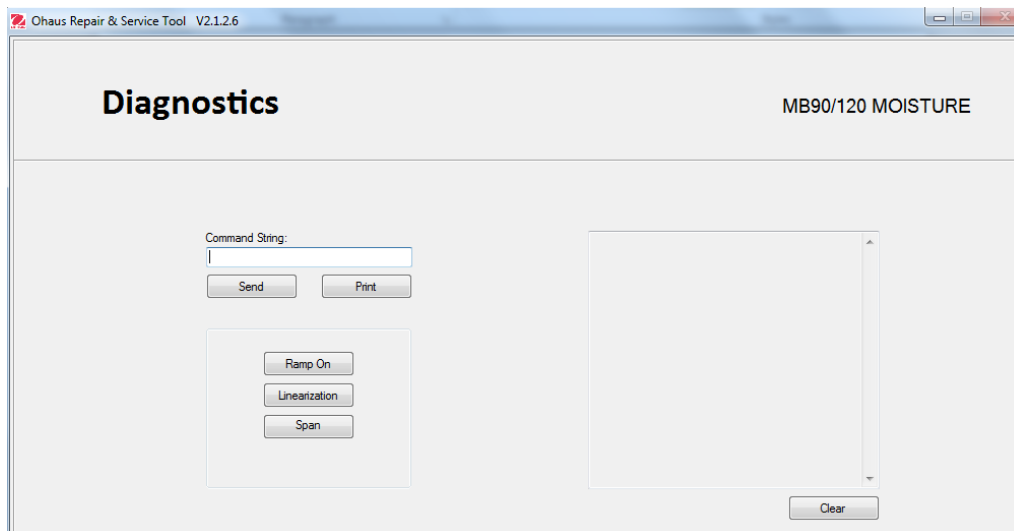 Ohaus Repair & Service Tool V2.1.2.6
Diagnostics
MB90/120 MOISTURE
Command String:
Send
Print
Ramp On
Linearization
Span
Clear